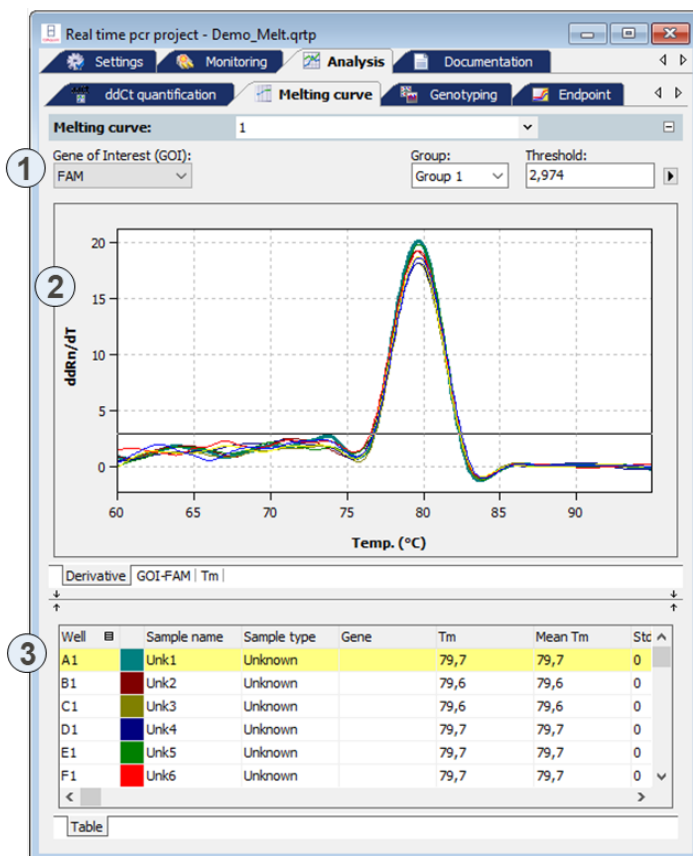 Real time pcr project - Demo_Melt.qrtp
Settings Monitoring Analysis Documentation
ddCt quantification Melting curve Genotyping Endpoint
Melting curve: 1
Gene of Interest (GOI): Group: Threshold:
1 FAM Group 1 2,974
2
20
15
10
5
0
ddRn/dT
60 65 70 75 80 85 90
Temp. (°C)
Derivative GOI-FAM Tm
3
Well Sample name Sample type Gene Tm Mean Tm Std
A1 Unk1 Unknown 79,7 79,7 0
B1 Unk2 Unknown 79,6 79,6 0
C1 Unk3 Unknown 79,6 79,6 0
D1 Unk4 Unknown 79,7 79,7 0
E1 Unk5 Unknown 79,7 79,7 0
F1 Unk6 Unknown 79,7 79,7 0
Table